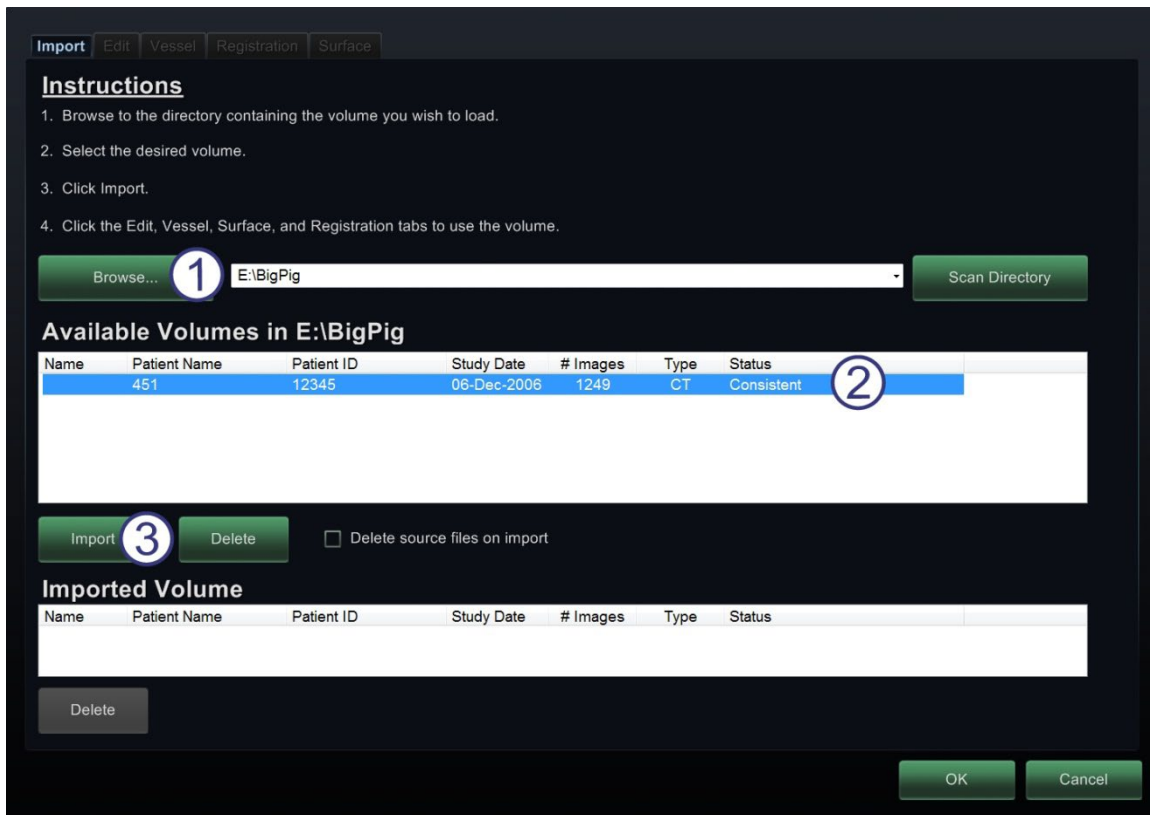 Import Edit Vessel Registration Surface
Instructions
1. Browse to the directory containing the volume you wish to load.
2. Select the desired volume.
3. Click Import.
4. Click the Edit, Vessel, Surface, and Registration tabs to use the volume.
Browse... 1 E:\BigPig Scan Directory
Available Volumes in E:\BigPig
Name Patient Name Patient ID Study Date # Images Type Status
451 12345 06-Dec-2006 1249 CT Consistent 2
Import 3 Delete Delete source files on import
Imported Volume
Name Patient Name Patient ID Study Date # Images Type Status
Delete
OK Cancel